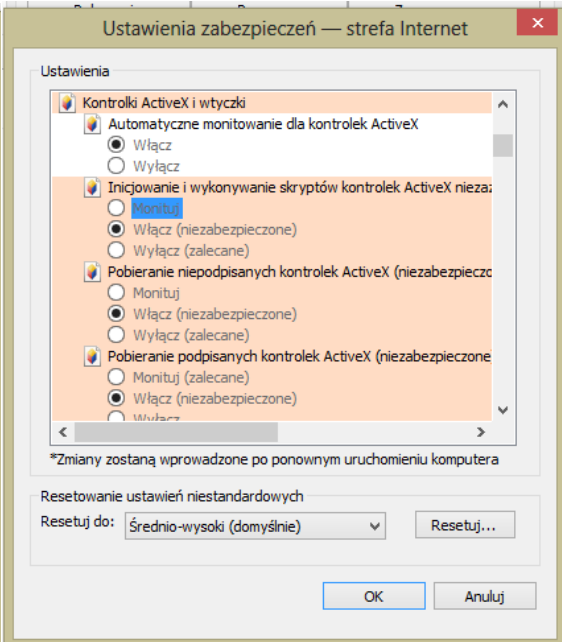 Ustawienia zabezpieczeń — strefa Internet
Ustawienia
Kontrolki ActiveX i wtyczki
Automatyczne monitowanie dla kontrolek ActiveX
Włącz
Wyłącz
Inicjowanie i wykonywanie skryptów kontrolek ActiveX niezaz
Monituj
Włącz (niezabezpieczone)
Wyłącz (zalecane)
Pobieranie niepodpisanych kontrolek ActiveX (niezabezpieczo
Monituj
Włącz (niezabezpieczone)
Wyłącz (zalecane)
Pobieranie podpisanych kontrolek ActiveX (niezabezpieczone
Monituj (zalecane)
Włącz (niezabezpieczone)
Wyłącz
*Zmiany zostaną wprowadzone po ponownym uruchomieniu komputera
Resetowanie ustawień niestandardowych
Resetuj do: Średnio-wysoki (domyślnie) Resetuj...
OK Anuluj